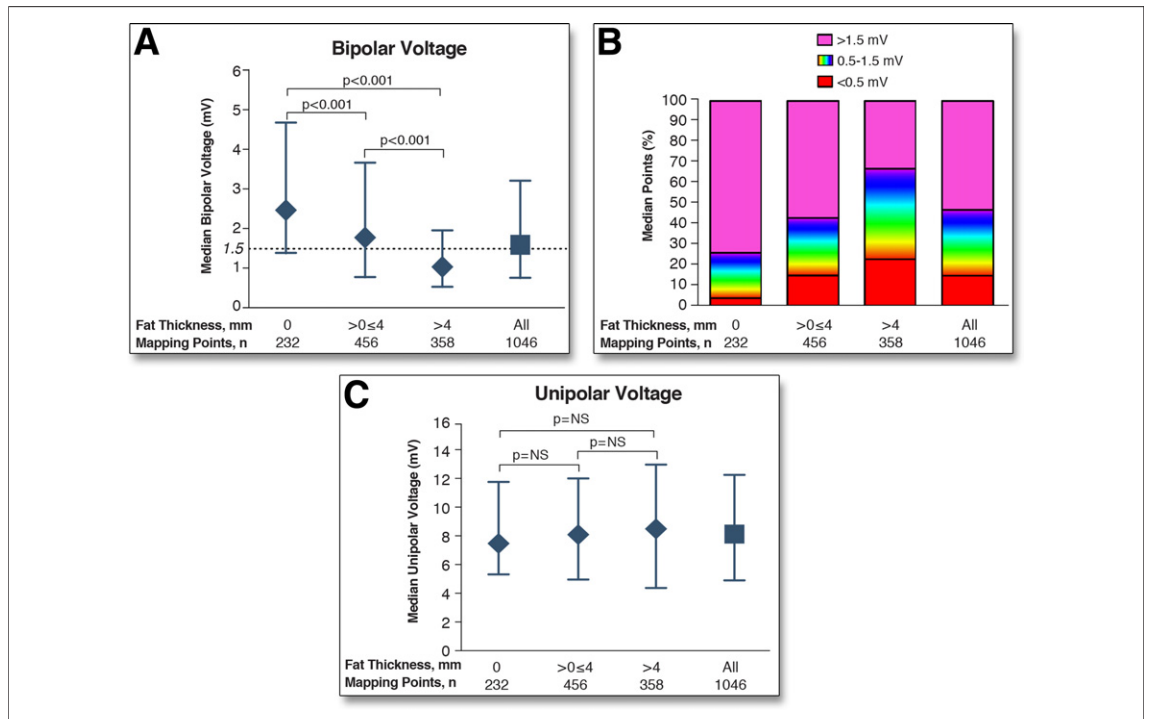 A
Bipolar Voltage
Median Bipolar Voltage (mV)
6
5
4
3
2
1.5
1
0
p<0.001
p<0.001
p<0.001
Fat Thickness, mm 0 >0≤4 >4 All
Mapping Points, n 232 456 358 1046
B
>1.5 mV
0.5-1.5 mV
<0.5 mV
Median Points (%)
100
90
80
70
60
50
40
30
20
10
0
Fat Thickness, mm 0 >0≤4 >4 All
Mapping Points, n 232 456 358 1046
C
Unipolar Voltage
Median Unipolar Voltage (mV)
16
14
12
10
8
6
4
2
0
p=NS
p=NS
p=NS
Fat Thickness, mm 0 >0≤4 >4 All
Mapping Points, n 232 456 358 1046